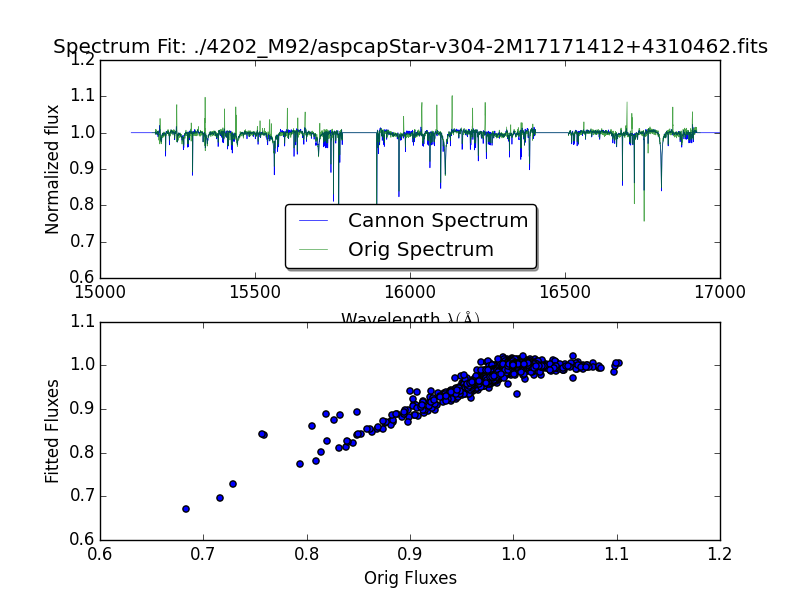 Spectrum Fit: ./4202_M92/aspcapStar-v304-2M17171412+4310462.fits
1.2
1.1
1.0
0.9
0.8
0.7
0.6
Normalized flux
Cannon Spectrum
Orig Spectrum
15000 15500 16000 16500 17000
Wavelength λ(Å)
1.1
1.0
0.9
0.8
0.7
0.6
Fitted Fluxes
0.6 0.7 0.8 0.9 1.0 1.1 1.2
Orig Fluxes